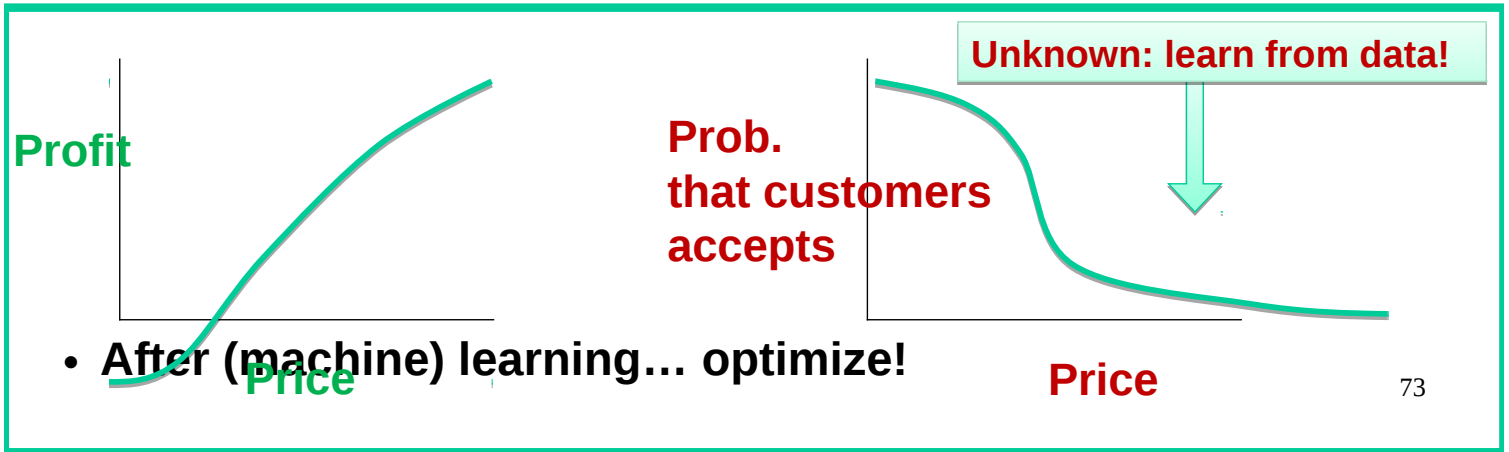 Unknown: learn from data!
Profit
Prob.
that customers
accepts
• After (machine) learning… optimize!
Price
Price
73